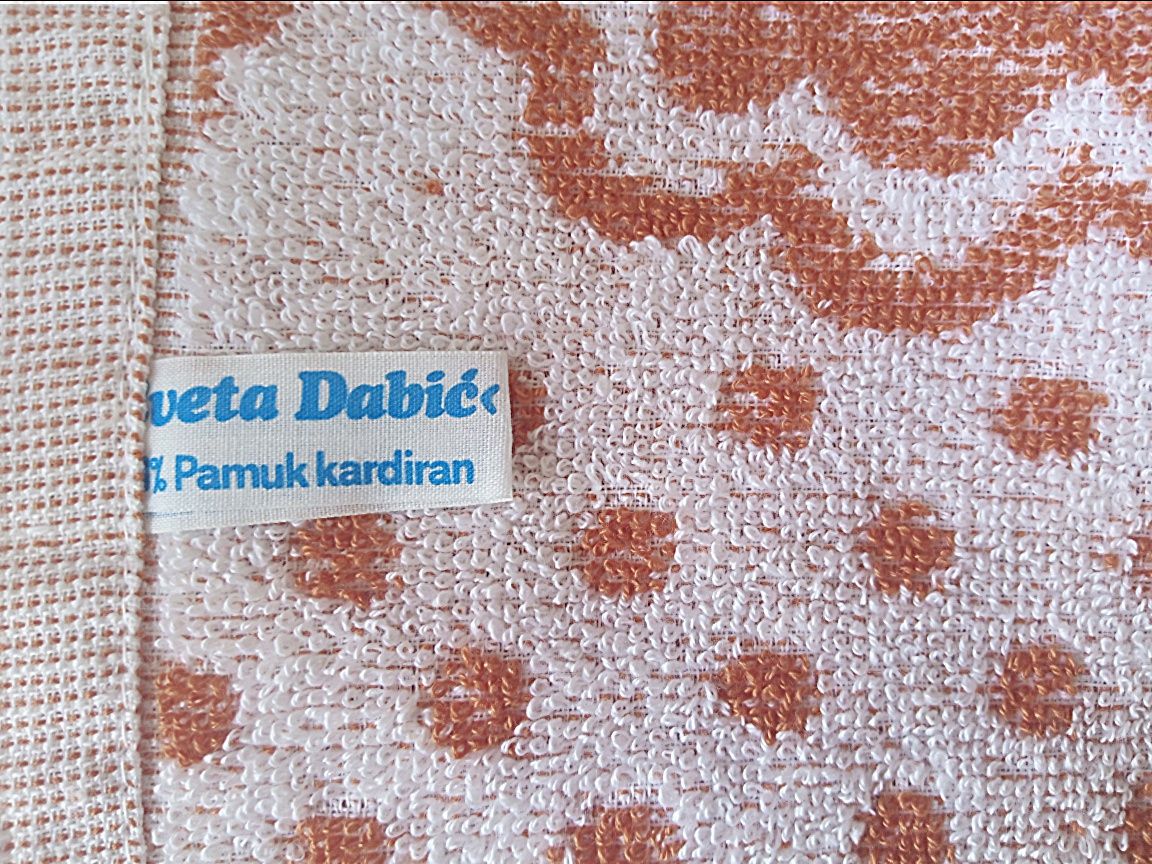 veta Dabić<
% Pamuk kardiran